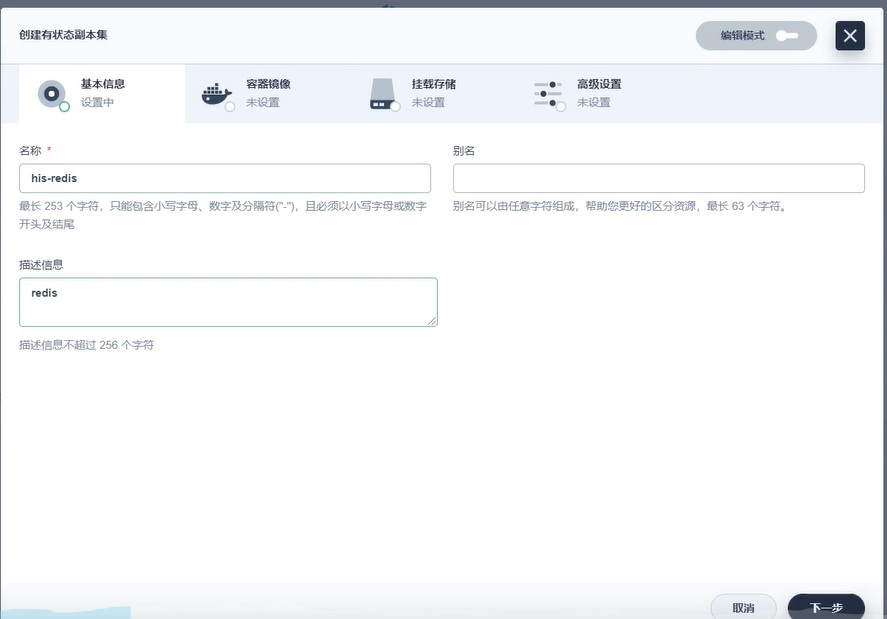 创建有状态副本集
编辑模式
基本信息
设置中
容器镜像
未设置
挂载存储
未设置
高级设置
未设置
名称 *
his-redis
最长 253 个字符，只能包含小写字母、数字及分隔符("-")，且必须以小写字母或数字
开头及结尾
别名
别名可以由任意字符组成，帮助您更好的区分资源，最长 63 个字符。
描述信息
redis
描述信息不超过 256 个字符
取消
下一步